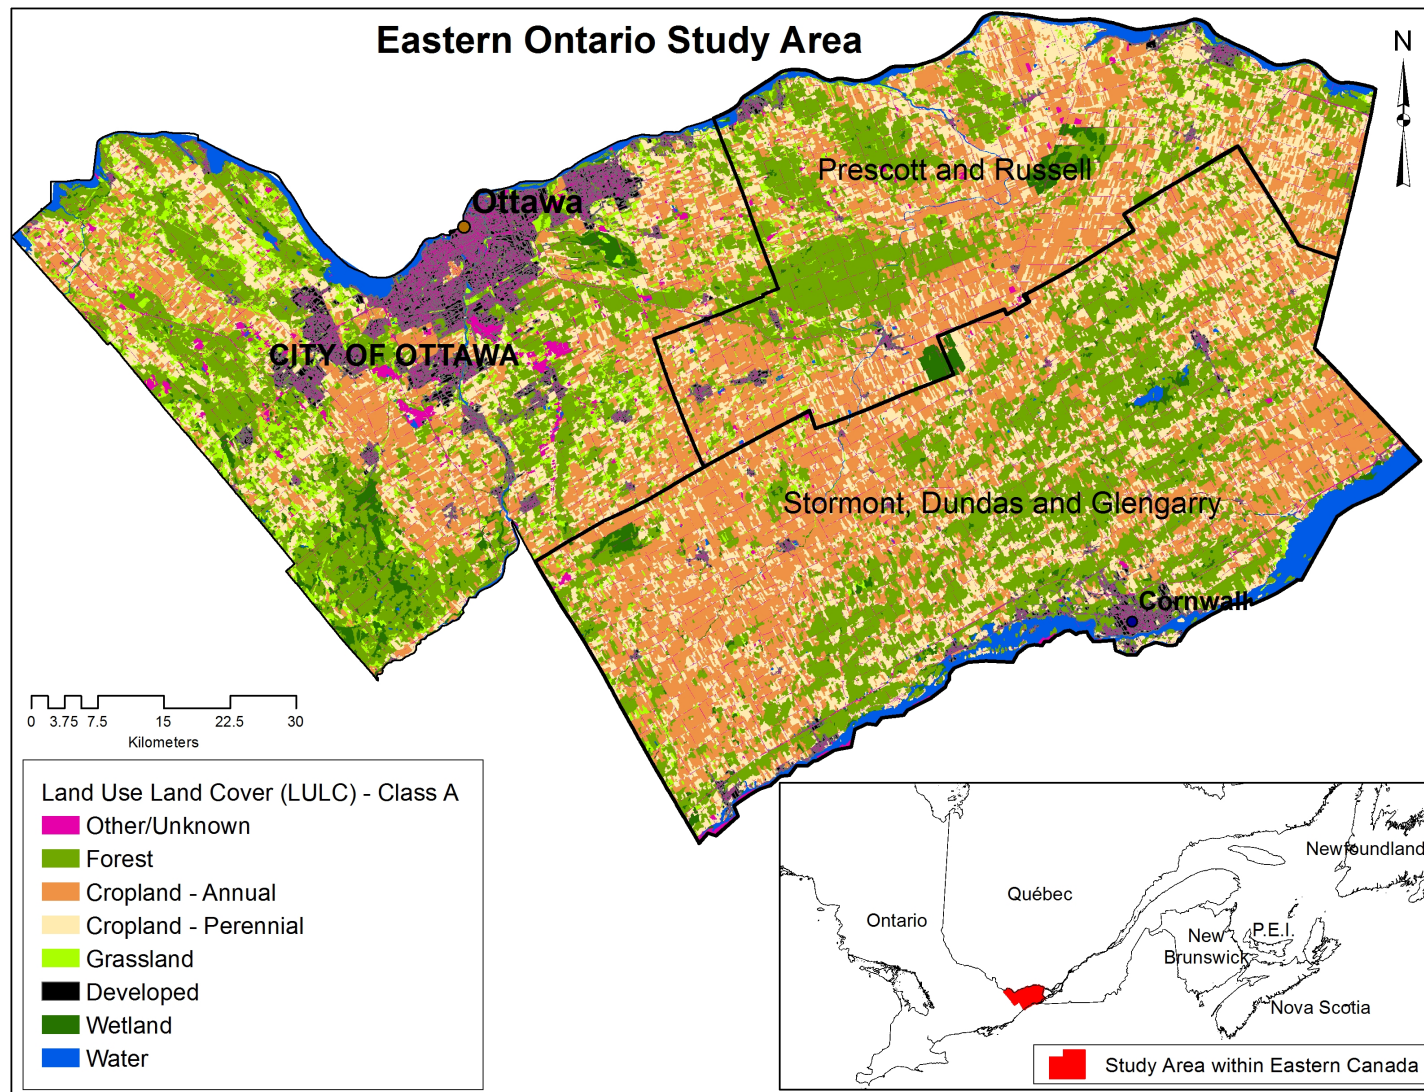 Eastern Ontario Study Area
N
Prescott and Russell
Ottawa
CITY OF OTTAWA
Stormont, Dundas and Glengarry
Cornwall
0 3.75 7.5 15 22.5 30
Kilometers
Land Use Land Cover (LULC) - Class A
Other/Unknown
Forest
Cropland - Annual
Cropland - Perennial
Grassland
Developed
Wetland
Water
Newfoundland
Québec
Ontario
P.E.I.
New
Brunswick
Nova Scotia
Study Area within Eastern Canada